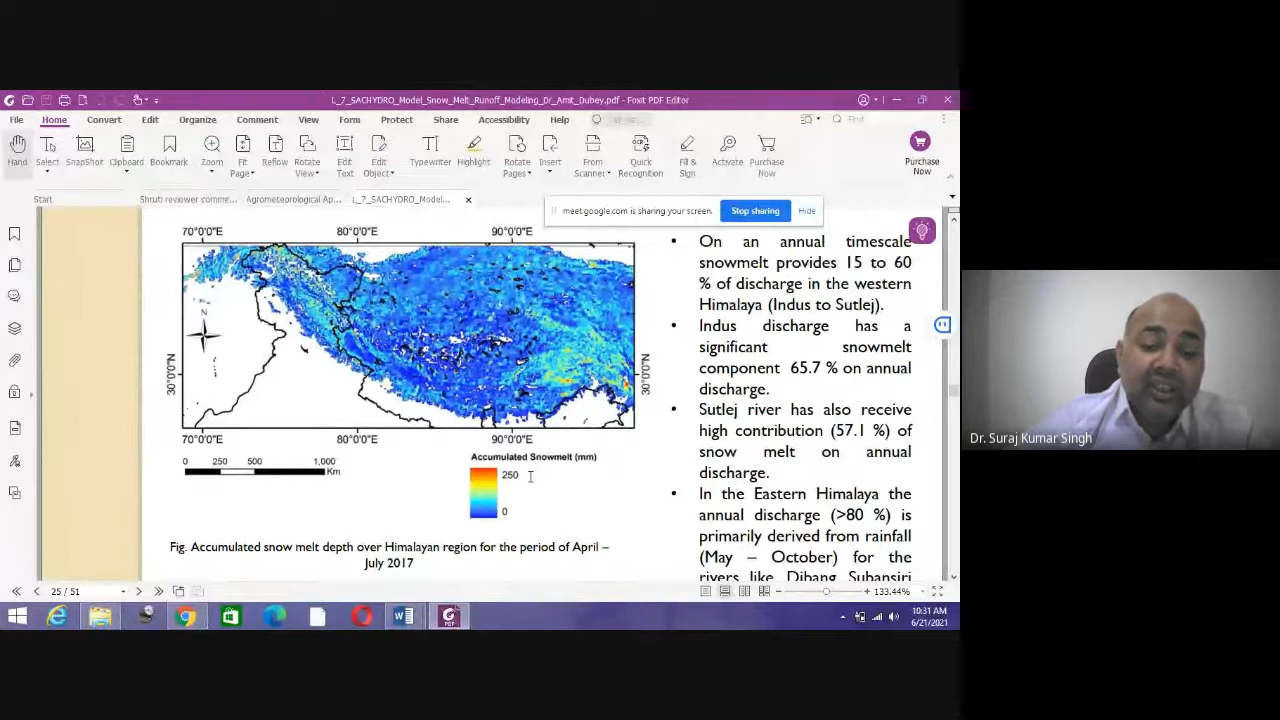 L_7_SACHYDRO_Model_Snow_Melt_Runoff_Modeling_Dr_Amit_Dubey.pdf - Foxit PDF Editor
File Home Convert Edit Organize Comment View Form Protect Share Accessibility Help Find
Hand Select SnapShot Clipboard Bookmark Zoom Fit Page Reflow Rotate View Edit Text Edit Object Typewriter Highlight Rotate Pages Insert From Scanner Quick Recognition Fill & Sign Activate Purchase Now
Purchase Now
Start Shruti reviewer comme... Agrometeorological Ap... L_7_SACHYDRO_Model...
meet.google.com is sharing your screen. Stop sharing Hide
70°0'0"E 80°0'0"E 90°0'0"E
N
30°0'0"N 30°0'0"N
70°0'0"E 80°0'0"E 90°0'0"E
0 250 500 1,000
Km
Accumulated Snowmelt (mm)
250
0
Fig. Accumulated snow melt depth over Himalayan region for the period of April –
July 2017
• On an annual timescale
snowmelt provides 15 to 60
% of discharge in the western
Himalaya (Indus to Sutlej).
• Indus discharge has a
significant snowmelt
component 65.7 % on annual
discharge.
• Sutlej river has also receive
high contribution (57.1 %) of
snow melt on annual
discharge.
• In the Eastern Himalaya the
annual discharge (>80 %) is
primarily derived from rainfall
(May – October) for the
rivers like Dibang Subansiri
Dr. Suraj Kumar Singh
25 / 51
133.44%
10:31 AM
6/21/2021